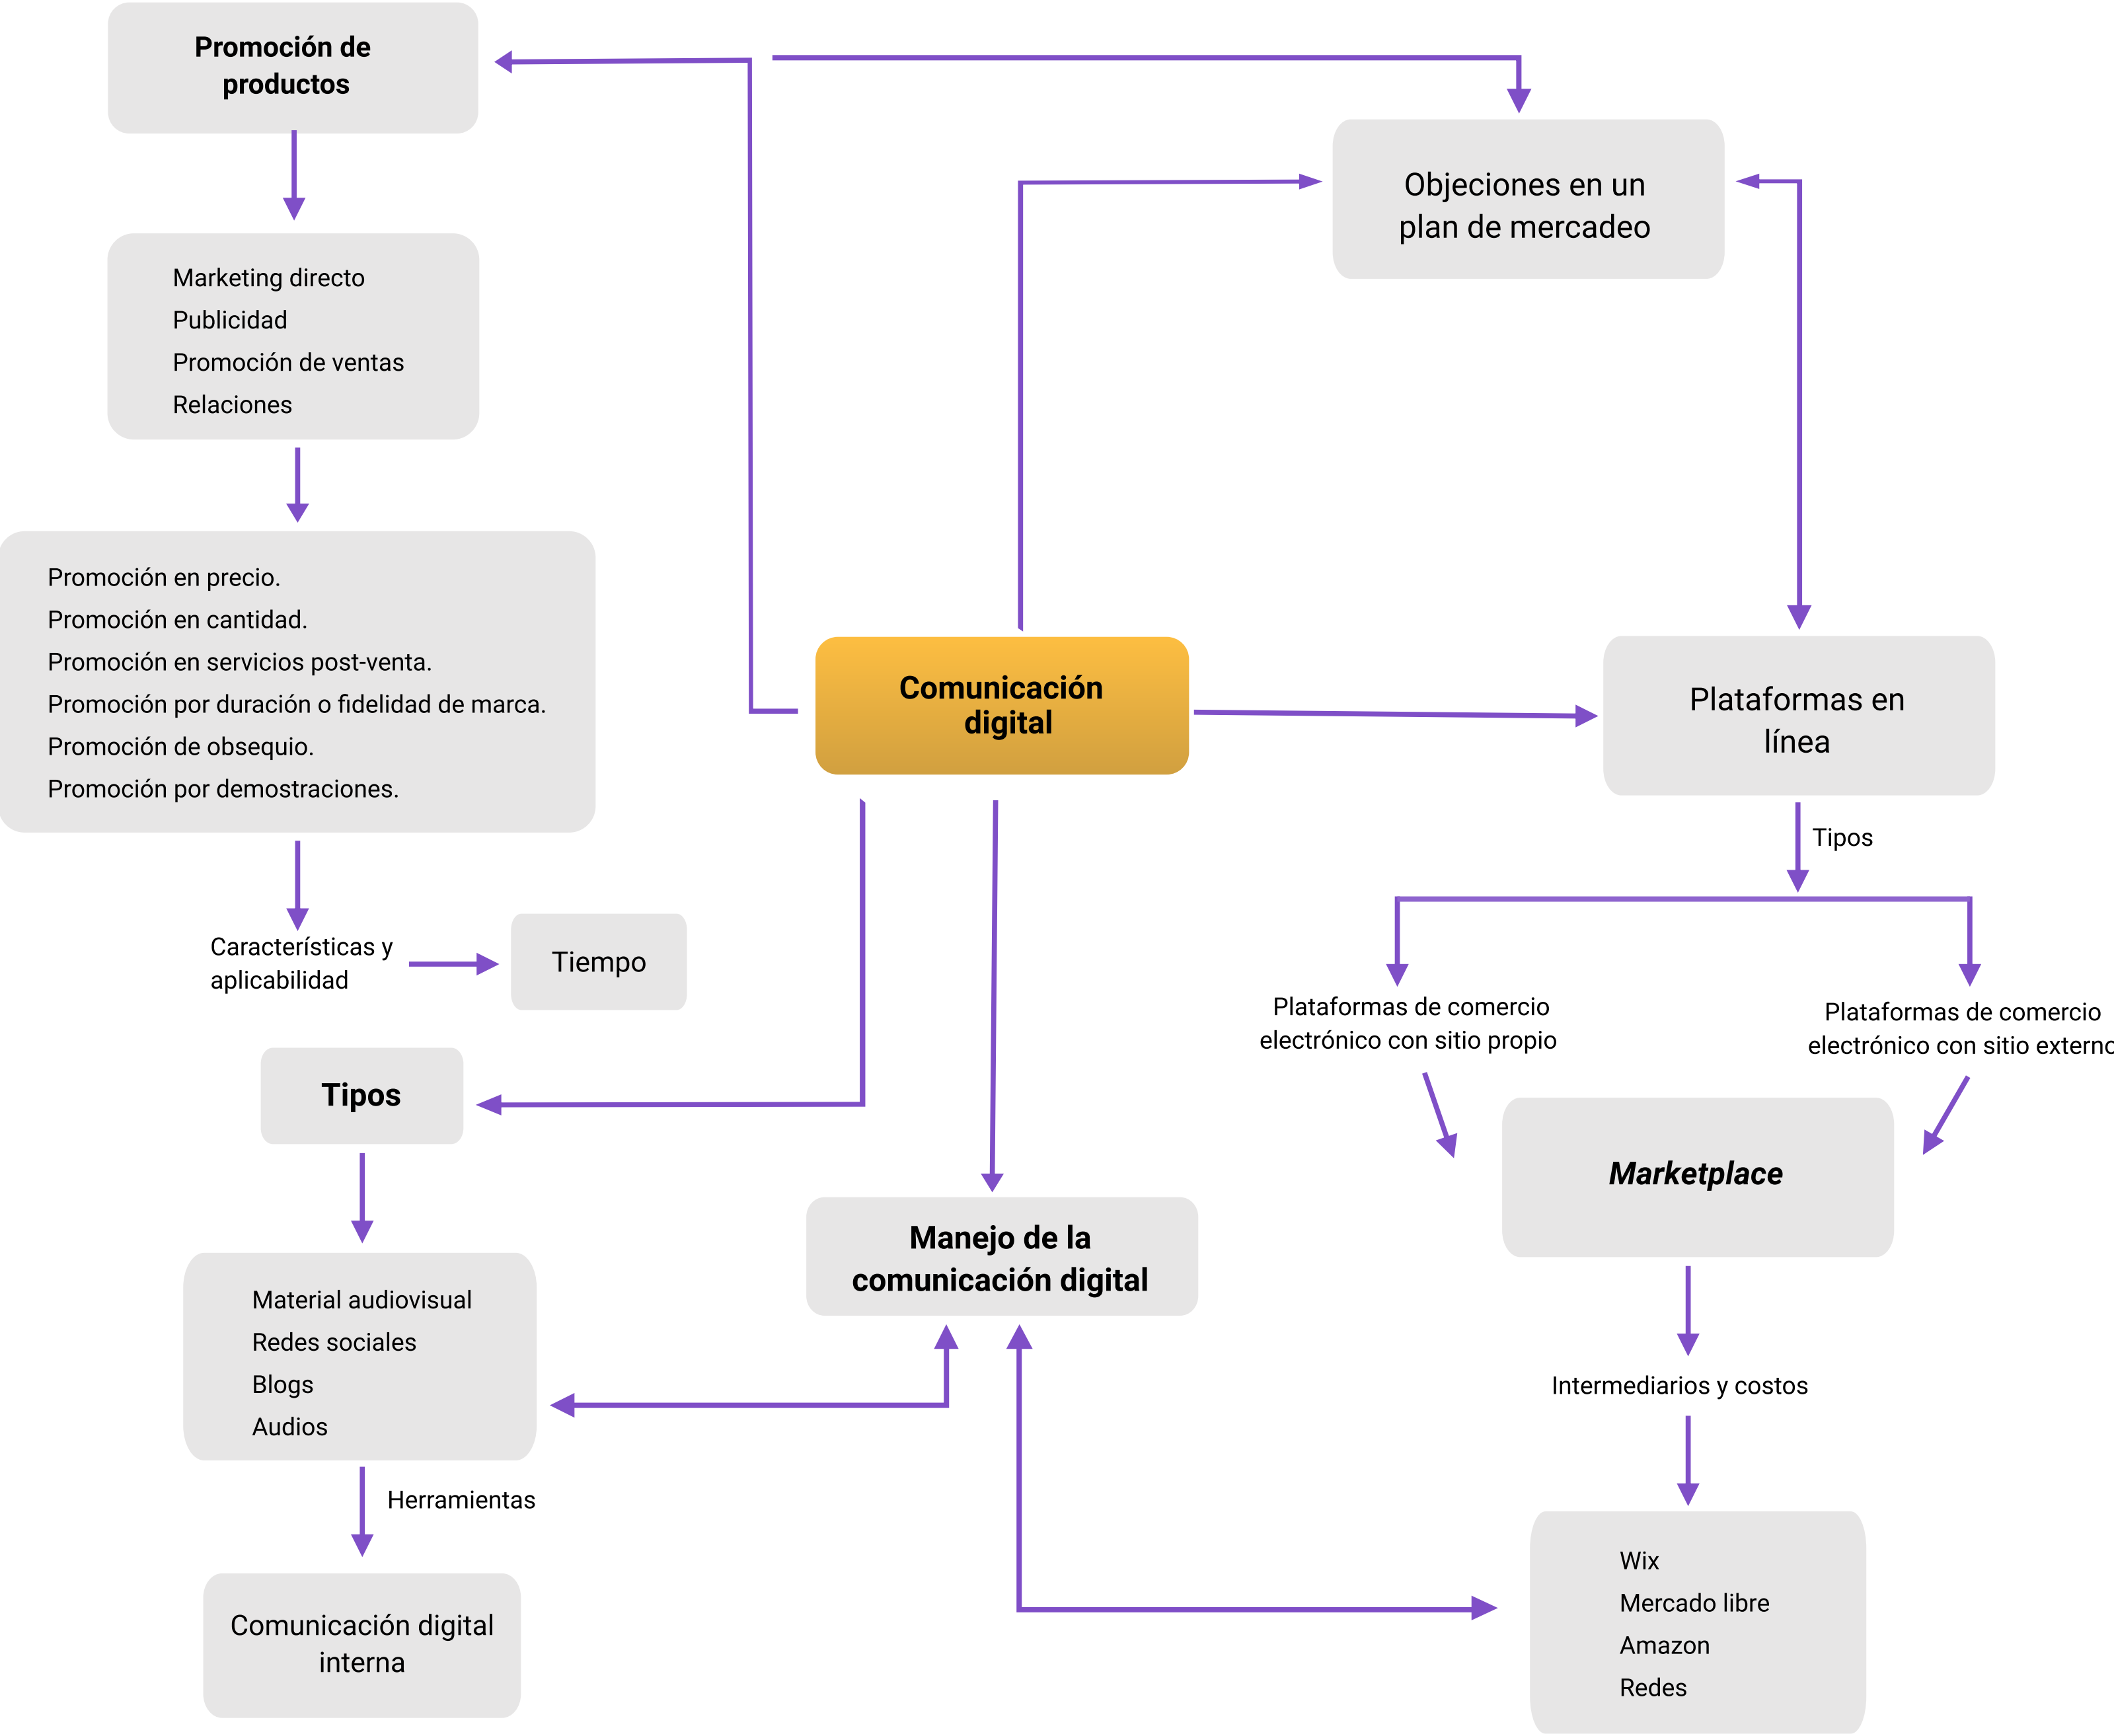 Promoción de
productos
Marketing directo
Publicidad
Promoción de ventas
Relaciones
Promoción en precio.
Promoción en cantidad.
Promoción en servicios post-venta.
Promoción por duración o fidelidad de marca.
Promoción de obsequio.
Promoción por demostraciones.
Características y
aplicabilidad
Tiempo
Tipos
Material audiovisual
Redes sociales
Blogs
Audios
Herramientas
Comunicación digital
interna
Comunicación
digital
Manejo de la
comunicación digital
Objeciones en un
plan de mercadeo
Plataformas en
línea
Tipos
Plataformas de comercio
electrónico con sitio propio
Plataformas de comercio
electrónico con sitio externo
Marketplace
Intermediarios y costos
Wix
Mercado libre
Amazon
Redes